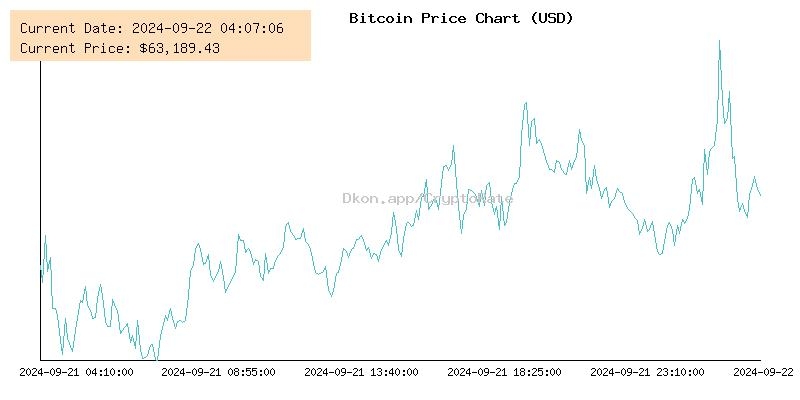 Bitcoin Price Chart (USD)
Current Date: 2024-09-22 04:07:06
Current Price: $63,189.43
Dkon.app/CryptoRate
2024-09-21 04:10:00 2024-09-21 08:55:00 2024-09-21 13:40:00 2024-09-21 18:25:00 2024-09-21 23:10:00 2024-09-22